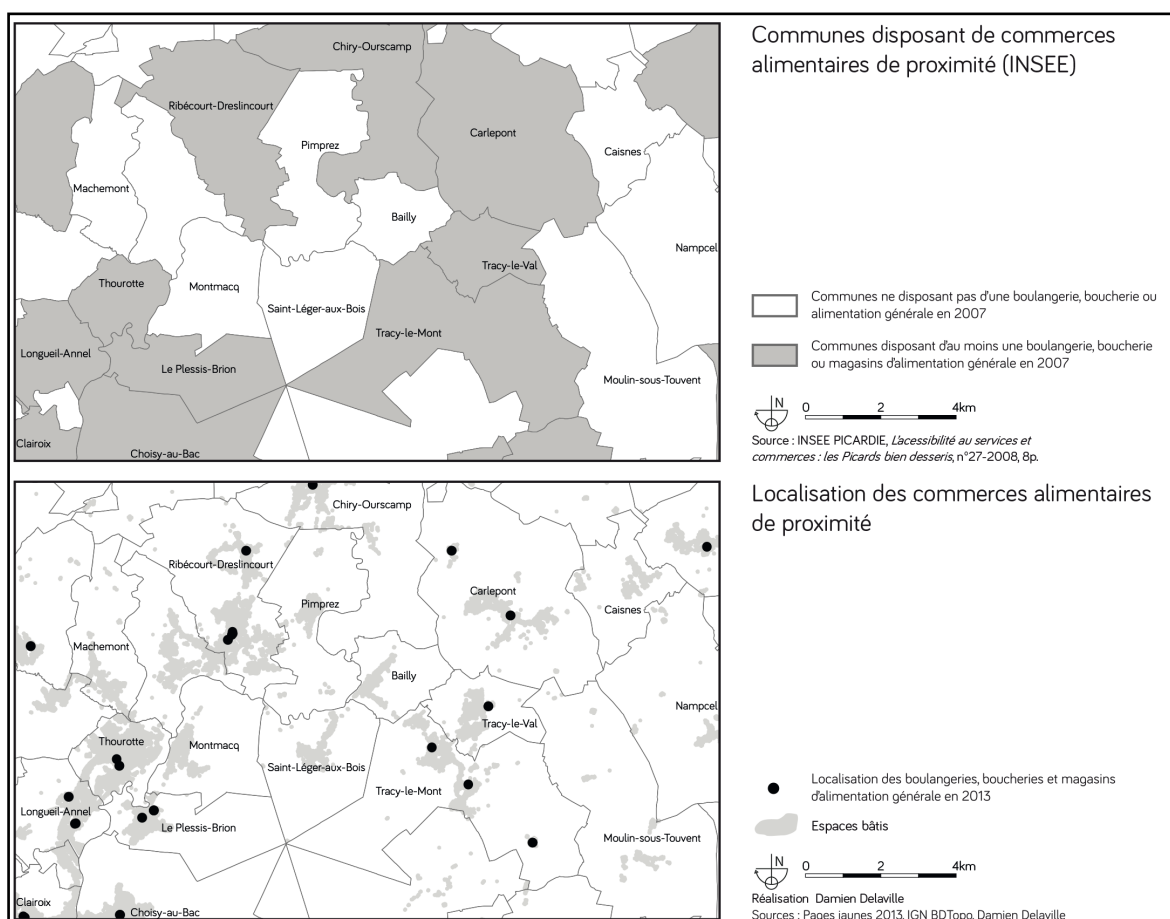 Communes disposant de commerces
alimentaires de proximité (INSEE)
Chiry-Ourscamp
Ribécourt-Dreslincourt
Carlepont
Pimprez
Caisnes
Machemont
Bailly
Nampcel
Tracy-le-Val
Thourotte
Montmacq
Saint-Léger-aux-Bois
Tracy-le-Mont
Longueil-Annel
Le Plessis-Brion
Moulin-sous-Touvent
Clairoix
Choisy-au-Bac
Communes ne disposant pas d'une boulangerie, boucherie ou
alimentation générale en 2007
Communes disposant d'au moins une boulangerie, boucherie
ou magasins d'alimentation générale en 2007
N
0 2 4km
Source : INSEE PICARDIE, L'acessibilité au services et
commerces : les Picards bien desseris, n°27-2008, 8p.
Localisation des commerces alimentaires
de proximité
Chiry-Ourscamp
Ribécourt-Dreslincourt
Carlepont
Pimprez
Caisnes
Machemont
Bailly
Nampcel
Tracy-le-Val
Thourotte
Montmacq
Saint-Léger-aux-Bois
Tracy-le-Mont
Longueil-Annel
Le Plessis-Brion
Moulin-sous-Touvent
Clairoix
Choisy-au-Bac
Localisation des boulangeries, boucheries et magasins
d'alimentation générale en 2013
Espaces bâtis
N
0 2 4km
Réalisation Damien Delaville
Sources : Pages jaunes 2013, IGN BDTopo, Damien Delaville